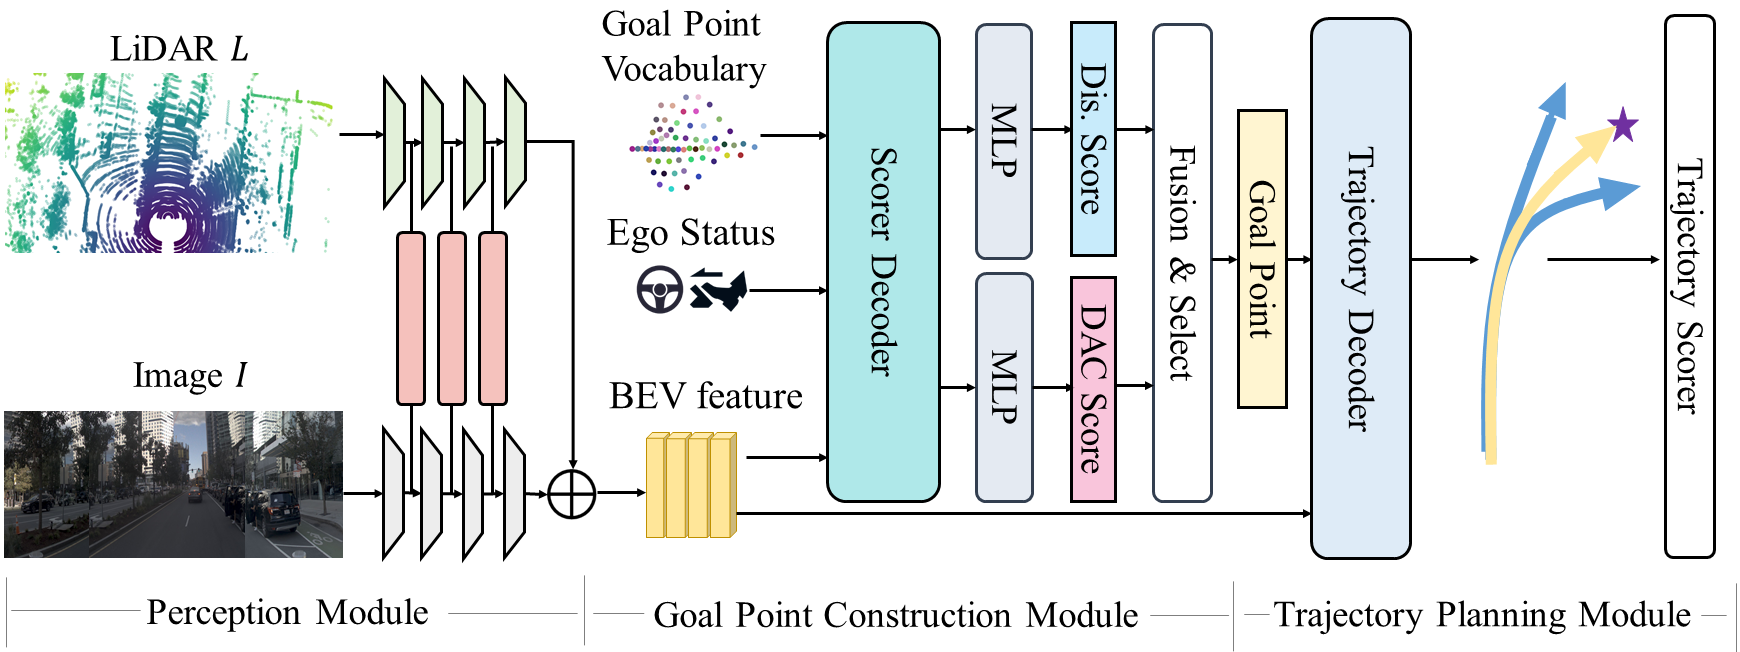 LiDAR L
Image I
Goal Point
Vocabulary
Ego Status
BEV feature
Scorer Decoder
MLP
MLP
Dis. Score
DAC Score
Fusion & Select
Goal Point
Trajectory Decoder
Trajectory Scorer
Perception Module
Goal Point Construction Module
Trajectory Planning Module